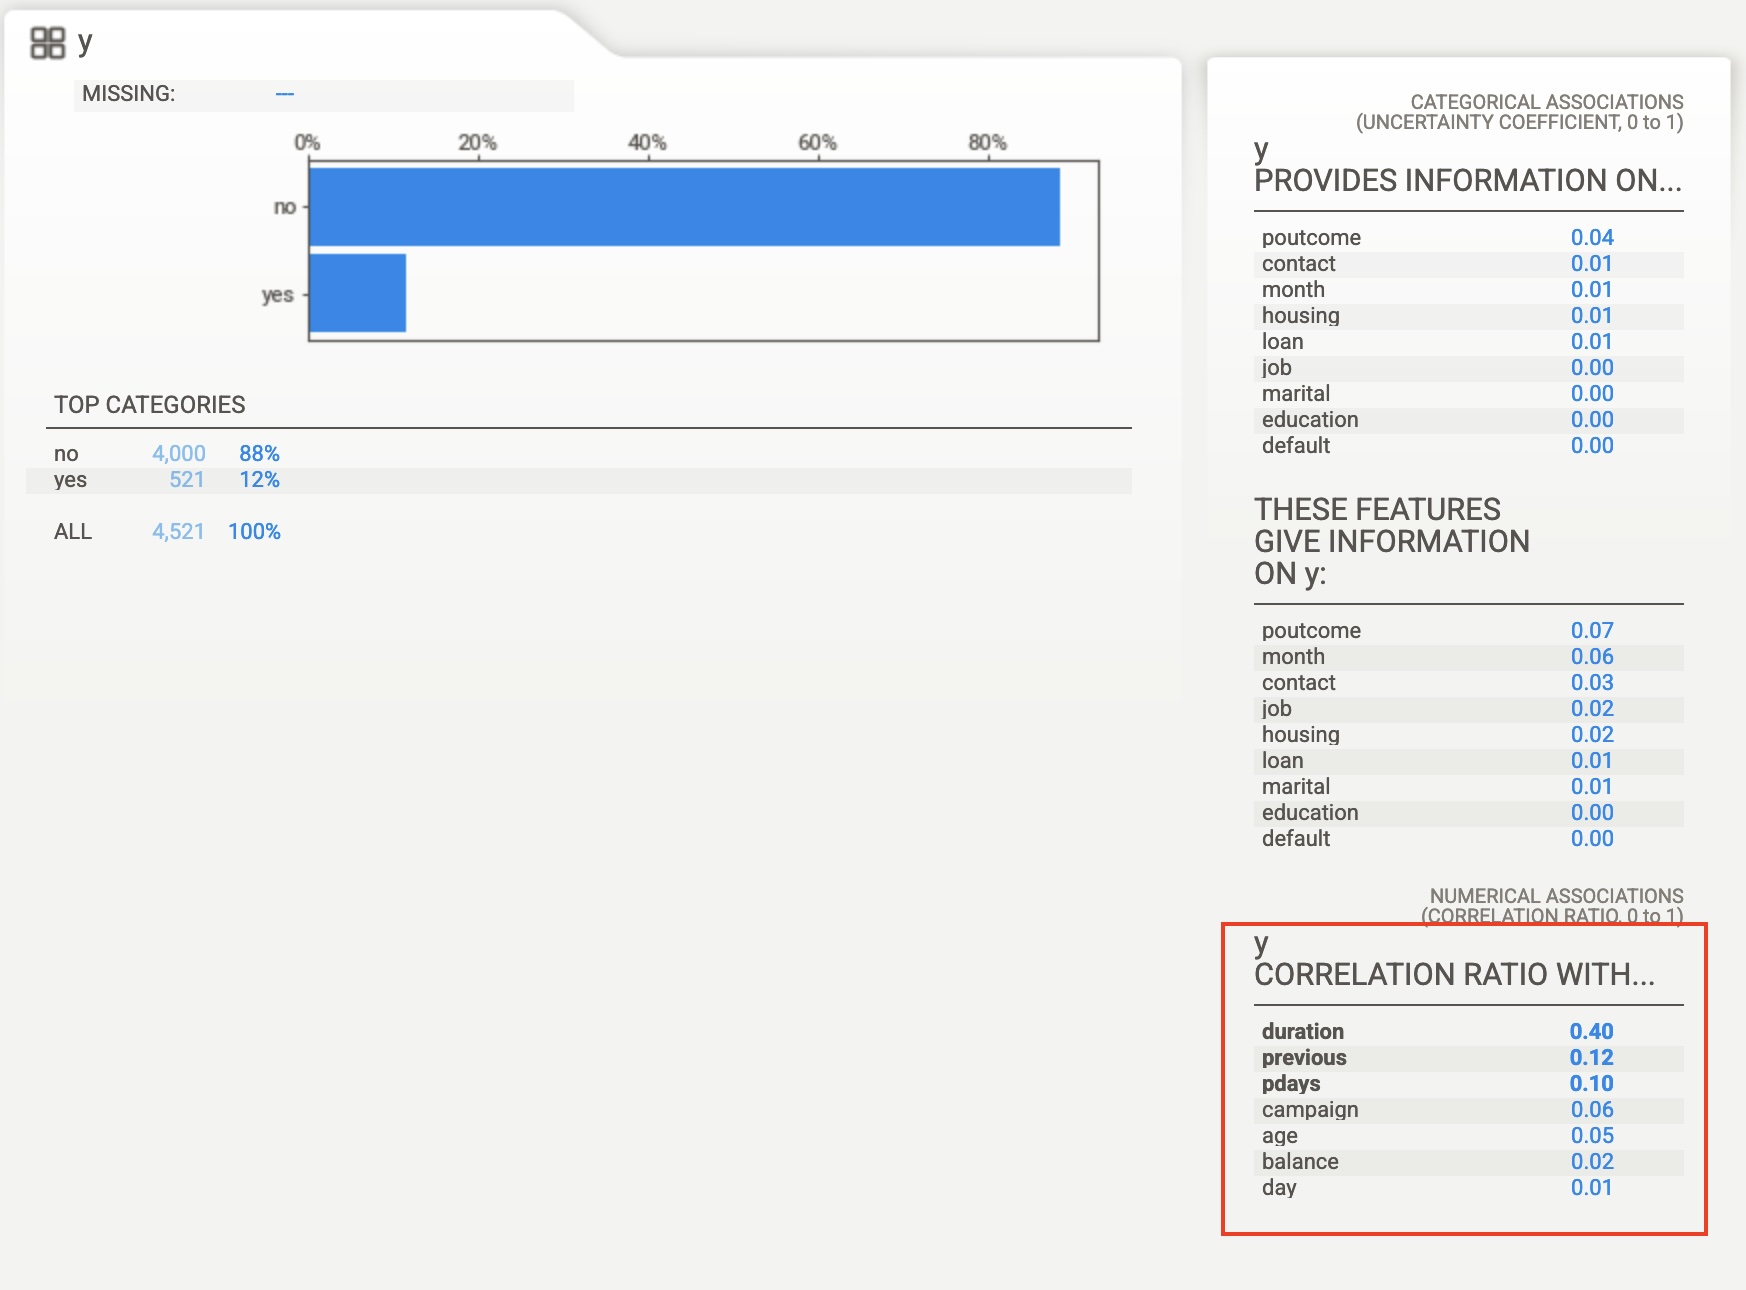 y
MISSING: ---
0% 20% 40% 60% 80%
no
yes
TOP CATEGORIES
no 4,000 88%
yes 521 12%
ALL 4,521 100%
CATEGORICAL ASSOCIATIONS
(UNCERTAINTY COEFFICIENT, 0 to 1)
y
PROVIDES INFORMATION ON...
poutcome 0.04
contact 0.01
month 0.01
housing 0.01
loan 0.01
job 0.00
marital 0.00
education 0.00
default 0.00
THESE FEATURES
GIVE INFORMATION
ON y:
poutcome 0.07
month 0.06
contact 0.03
job 0.02
housing 0.02
loan 0.01
marital 0.01
education 0.00
default 0.00
NUMERICAL ASSOCIATIONS
(CORRELATION RATIO, 0 to 1)
y
CORRELATION RATIO WITH...
duration 0.40
previous 0.12
pdays 0.10
campaign 0.06
age 0.05
balance 0.02
day 0.01